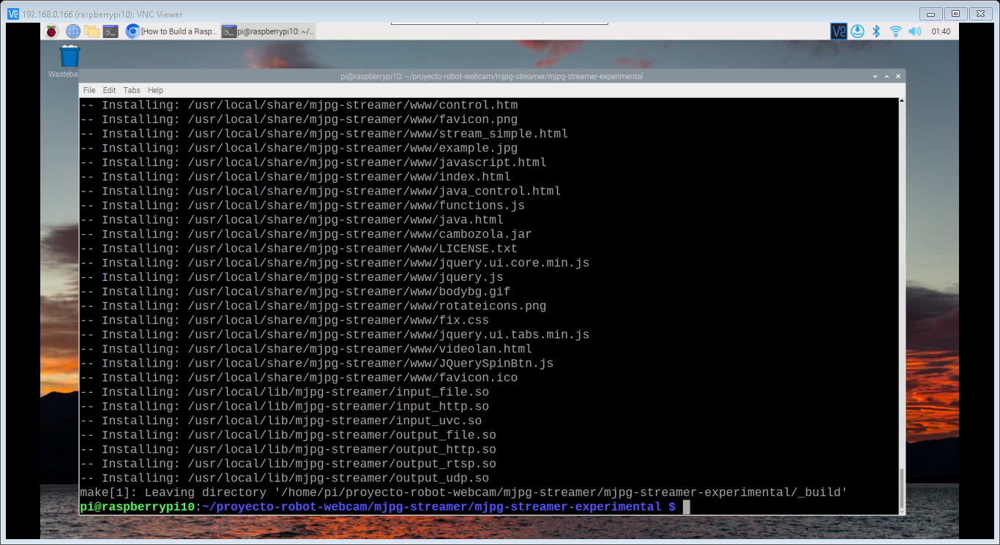 192.168.0.166 (raspberrypi10): VNC Viewer
[How to Build a Rasp... pi@raspberrypi10: ~/... 01:40
Wasteba
pi@raspberrypi10: ~/proyecto-robot-webcam/mjpg-streamer/mjpg-streamer-experimental
File Edit Tabs Help
-- Installing: /usr/local/share/mjpg-streamer/www/control.htm
-- Installing: /usr/local/share/mjpg-streamer/www/favicon.png
-- Installing: /usr/local/share/mjpg-streamer/www/stream_simple.html
-- Installing: /usr/local/share/mjpg-streamer/www/example.jpg
-- Installing: /usr/local/share/mjpg-streamer/www/javascript.html
-- Installing: /usr/local/share/mjpg-streamer/www/index.html
-- Installing: /usr/local/share/mjpg-streamer/www/java_control.html
-- Installing: /usr/local/share/mjpg-streamer/www/functions.js
-- Installing: /usr/local/share/mjpg-streamer/www/java.html
-- Installing: /usr/local/share/mjpg-streamer/www/cambozola.jar
-- Installing: /usr/local/share/mjpg-streamer/www/LICENSE.txt
-- Installing: /usr/local/share/mjpg-streamer/www/jquery.ui.core.min.js
-- Installing: /usr/local/share/mjpg-streamer/www/jquery.js
-- Installing: /usr/local/share/mjpg-streamer/www/bodybg.gif
-- Installing: /usr/local/share/mjpg-streamer/www/rotateicons.png
-- Installing: /usr/local/share/mjpg-streamer/www/fix.css
-- Installing: /usr/local/share/mjpg-streamer/www/jquery.ui.tabs.min.js
-- Installing: /usr/local/share/mjpg-streamer/www/videolan.html
-- Installing: /usr/local/share/mjpg-streamer/www/JQuerySpinBtn.js
-- Installing: /usr/local/share/mjpg-streamer/www/favicon.ico
-- Installing: /usr/local/lib/mjpg-streamer/input_file.so
-- Installing: /usr/local/lib/mjpg-streamer/input_http.so
-- Installing: /usr/local/lib/mjpg-streamer/input_uvc.so
-- Installing: /usr/local/lib/mjpg-streamer/output_file.so
-- Installing: /usr/local/lib/mjpg-streamer/output_http.so
-- Installing: /usr/local/lib/mjpg-streamer/output_rtsp.so
-- Installing: /usr/local/lib/mjpg-streamer/output_udp.so
make[1]: Leaving directory '/home/pi/proyecto-robot-webcam/mjpg-streamer/mjpg-streamer-experimental/_build'
pi@raspberrypi10:~/proyecto-robot-webcam/mjpg-streamer/mjpg-streamer-experimental $